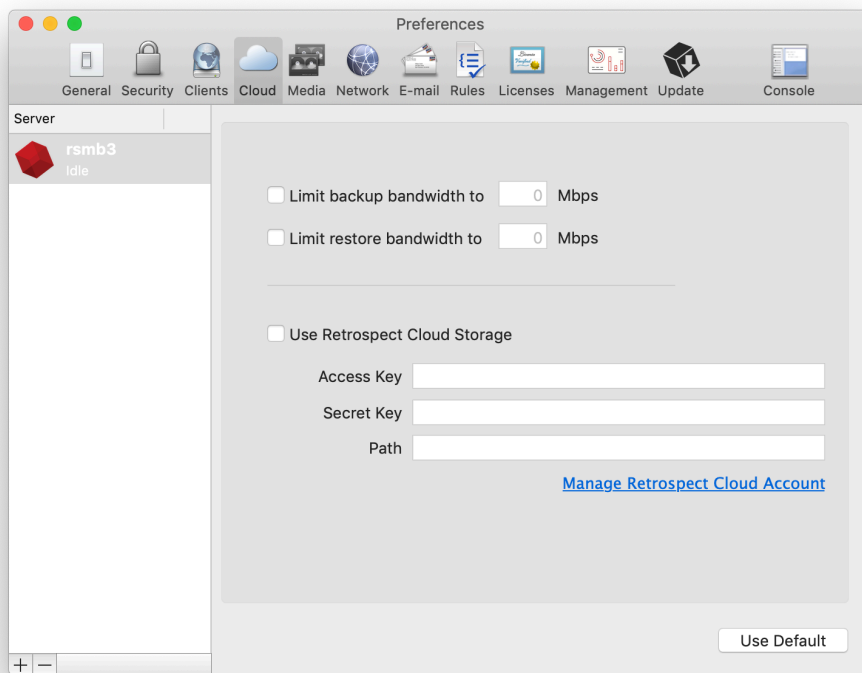 Preferences
General Security Clients Cloud Media Network E-mail Rules Licenses Management Update Console
Server
rsmb3
Idle
Limit backup bandwidth to 0 Mbps
Limit restore bandwidth to 0 Mbps
Use Retrospect Cloud Storage
Access Key
Secret Key
Path
Manage Retrospect Cloud Account
Use Default